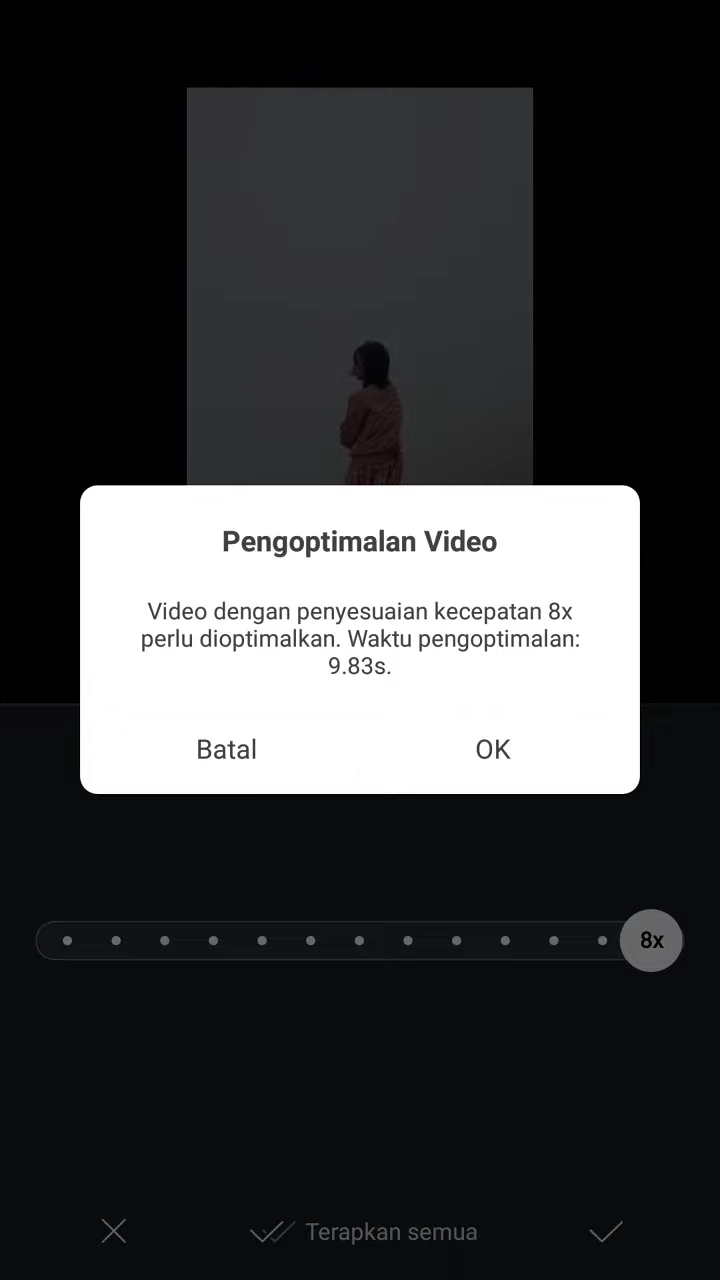 Pengoptimalan Video
Video dengan penyesuaian kecepatan 8x
perlu dioptimalkan. Waktu pengoptimalan:
9.83s.
Batal OK
8x
Terapkan semua